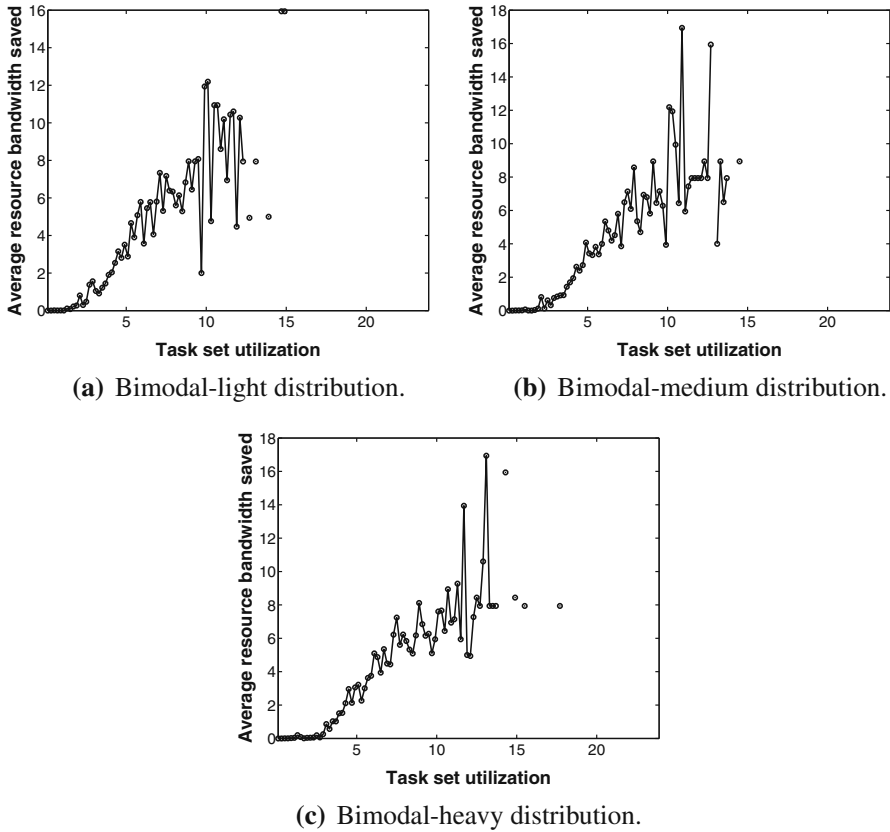 16
14
12
10
8
6
4
2
0
Average resource bandwidth saved
5 10 15 20
Task set utilization
(a) Bimodal-light distribution.
18
16
14
12
10
8
6
4
2
0
Average resource bandwidth saved
5 10 15 20
Task set utilization
(b) Bimodal-medium distribution.
18
16
14
12
10
8
6
4
2
0
Average resource bandwidth saved
5 10 15 20
Task set utilization
(c) Bimodal-heavy distribution.